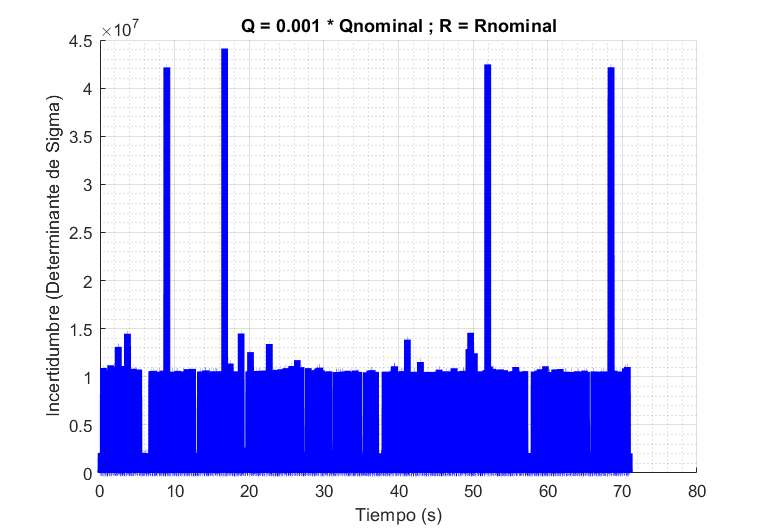 Q = 0.001 * Qnominal ; R = Rnominal
×10⁷
4.5
4
3.5
3
2.5
2
1.5
1
0.5
0
Incertidumbre (Determinante de Sigma)
0 10 20 30 40 50 60 70 80
Tiempo (s)